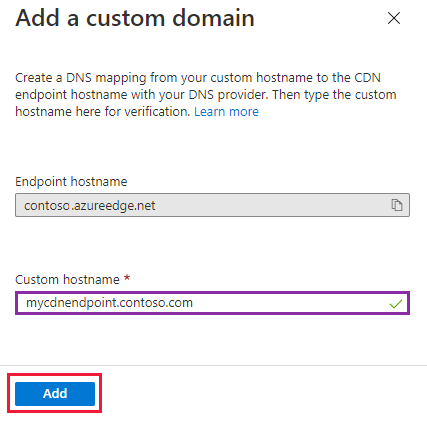 Add a custom domain
Create a DNS mapping from your custom hostname to the CDN
endpoint hostname with your DNS provider. Then type the custom
hostname here for verification. Learn more
Endpoint hostname
contoso.azureedge.net
Custom hostname *
mycdnendpoint.contoso.com
Add